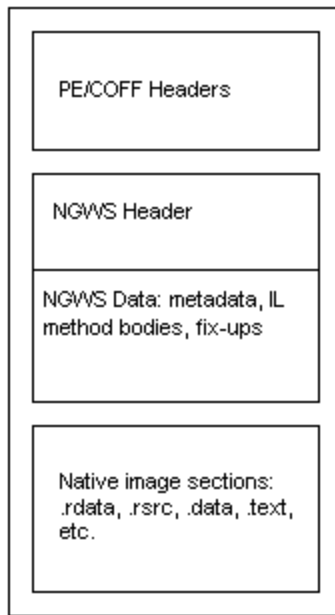 PE/COFF Headers
NGWS Header
NGWS Data: metadata, IL
method bodies, fix-ups
Native image sections:
.rdata, .rsrc, .data, .text,
etc.